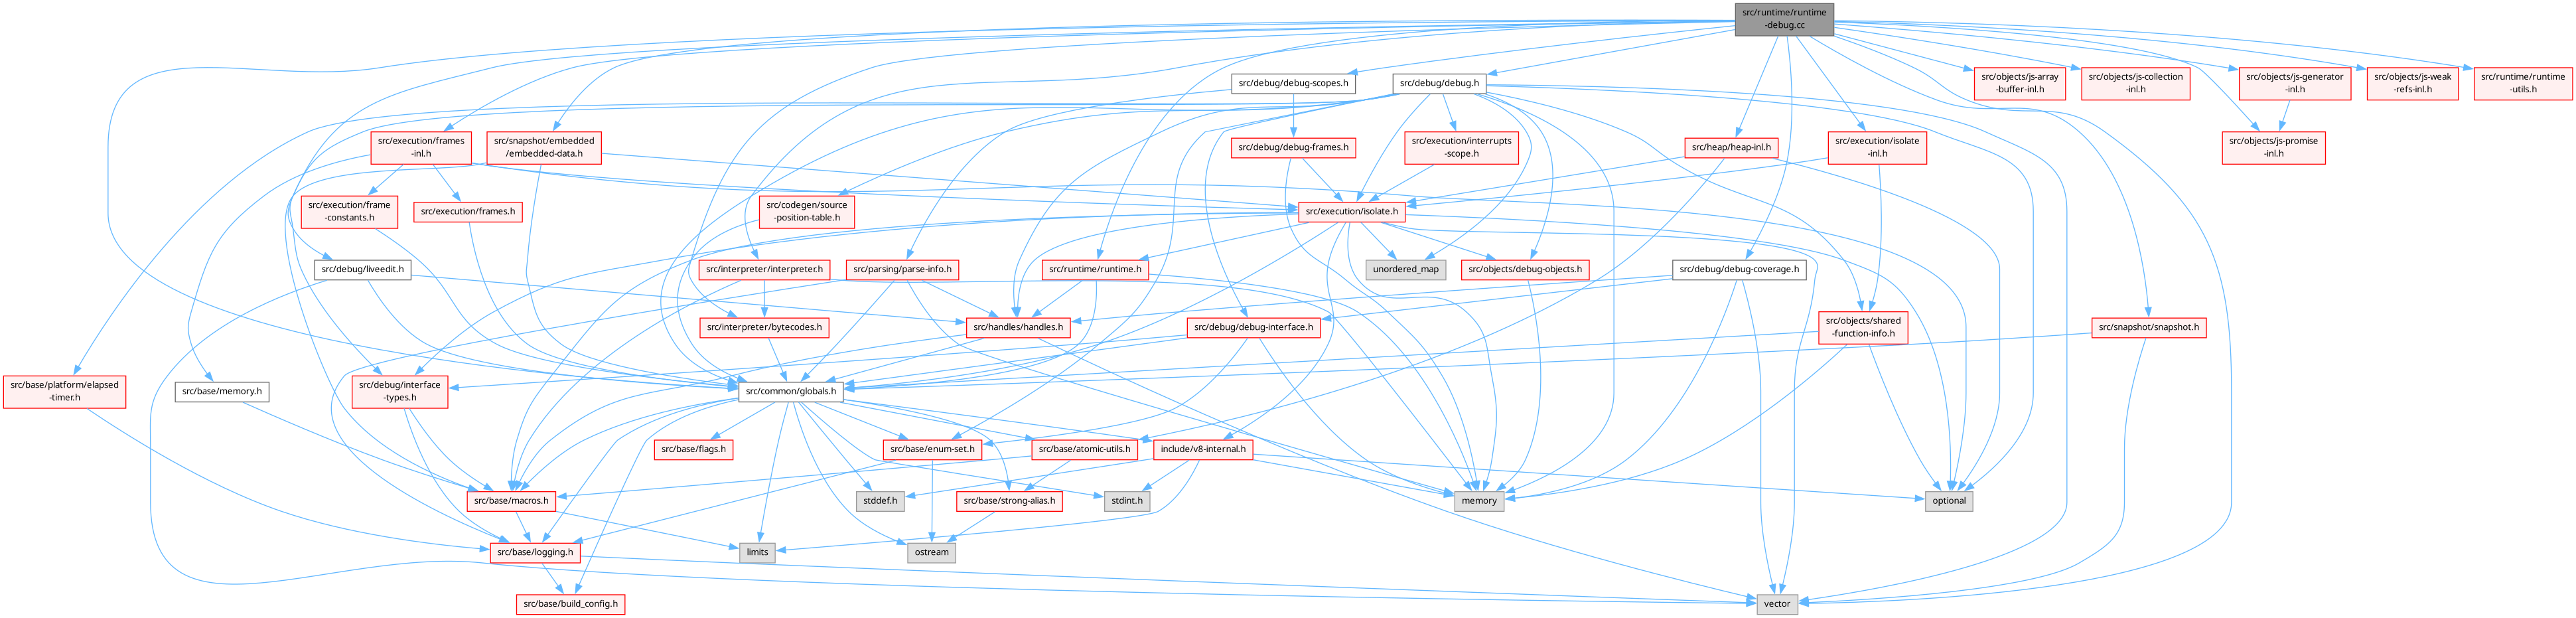 src/runtime/runtime
-debug.cc
src/debug/debug-scopes.h
src/debug/debug.h
src/objects/js-array
-buffer-inl.h
src/objects/js-collection
-inl.h
src/objects/js-generator
-inl.h
src/objects/js-weak
-refs-inl.h
src/runtime/runtime
-utils.h
src/execution/frames
-inl.h
src/snapshot/embedded
/embedded-data.h
src/debug/debug-frames.h
src/execution/interrupts
-scope.h
src/heap/heap-inl.h
src/execution/isolate
-inl.h
src/objects/js-promise
-inl.h
src/execution/frame
-constants.h
src/execution/frames.h
src/codegen/source
-position-table.h
src/execution/isolate.h
src/debug/liveedit.h
src/interpreter/interpreter.h
src/parsing/parse-info.h
src/runtime/runtime.h
unordered_map
src/objects/debug-objects.h
src/debug/debug-coverage.h
src/interpreter/bytecodes.h
src/handles/handles.h
src/debug/debug-interface.h
src/objects/shared
-function-info.h
src/snapshot/snapshot.h
src/base/platform/elapsed
-timer.h
src/base/memory.h
src/debug/interface
-types.h
src/common/globals.h
src/base/flags.h
src/base/enum-set.h
src/base/atomic-utils.h
include/v8-internal.h
src/base/macros.h
stddef.h
src/base/strong-alias.h
stdint.h
memory
optional
src/base/logging.h
limits
ostream
src/base/build_config.h
vector